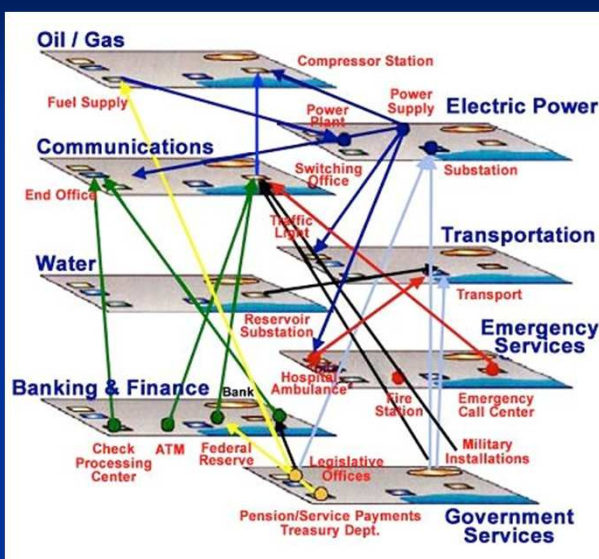 Oil / Gas
Compressor Station
Fuel Supply
Power
Supply
Electric Power
Power
Plant
Communications
Switching
Office
Substation
End Office
Traffic
Light
Transportation
Water
Transport
Reservoir
Substation
Emergency
Services
Banking & Finance
Bank
Hospital
Ambulance
Fire
Station
Emergency
Call Center
Check
Processing
Center
ATM
Federal
Reserve
Legislative
Offices
Military
Installations
Pension/Service Payments
Treasury Dept.
Government
Services